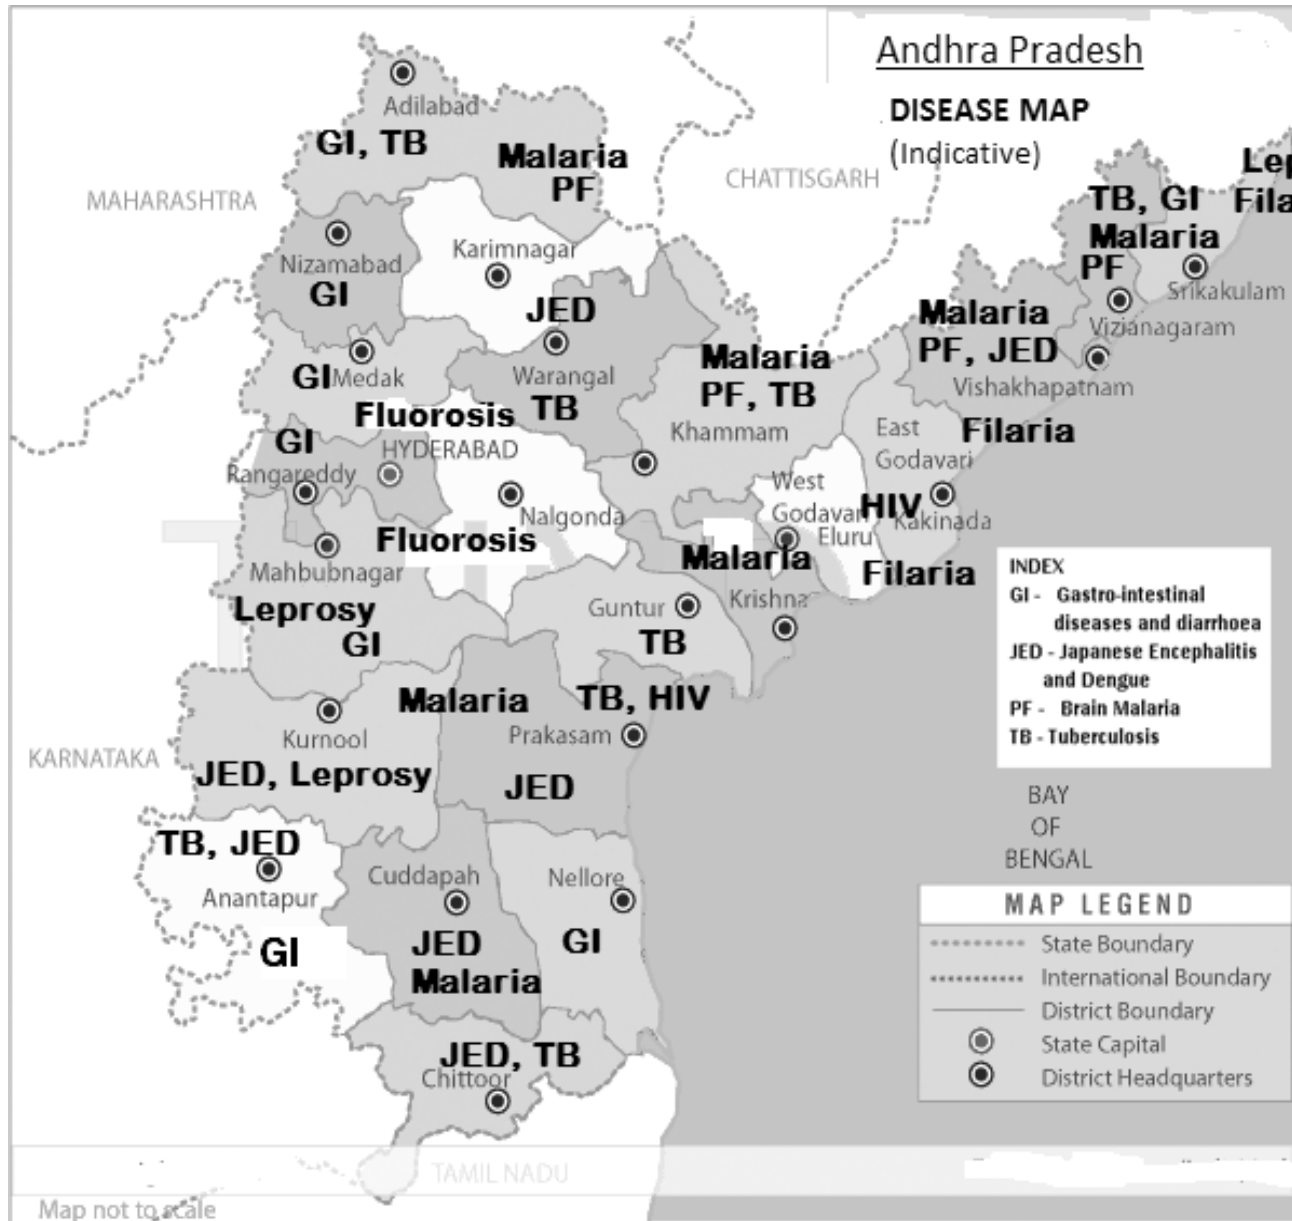 Andhra Pradesh
DISEASE MAP
(Indicative)
Adilabad
GI, TB
Malaria
PF
MAHARASHTRA
CHATTISGARH
Lep
TB, GI
Fila
Malaria
PF
Srikakulam
Vizianagaram
Nizamabad
GI
Karimnagar
JED
Malaria
PF, JED
Vishakhapatnam
GI Medak
Warangal
TB
Malaria
PF, TB
Khammam
Fluorosis
GI
HYDERABAD
Rangareddy
East
Godavari
Filaria
West
Godavari
Eluru
HIV
Kakinada
Nalgonda
Fluorosis
Mahbubnagar
Malaria
Filaria
Krishna
Leprosy
GI
Guntur
TB
INDEX
GI - Gastro-intestinal
diseases and diarrhoea
JED - Japanese Encephalitis
and Dengue
PF - Brain Malaria
TB - Tuberculosis
Malaria
TB, HIV
Kurnool
Prakasam
KARNATAKA
JED, Leprosy
JED
BAY
OF
BENGAL
TB, JED
Anantapur
GI
Cuddapah
JED
Malaria
Nellore
GI
MAP LEGEND
State Boundary
International Boundary
District Boundary
State Capital
District Headquarters
JED, TB
Chittoor
TAMIL NADU
Map not to scale